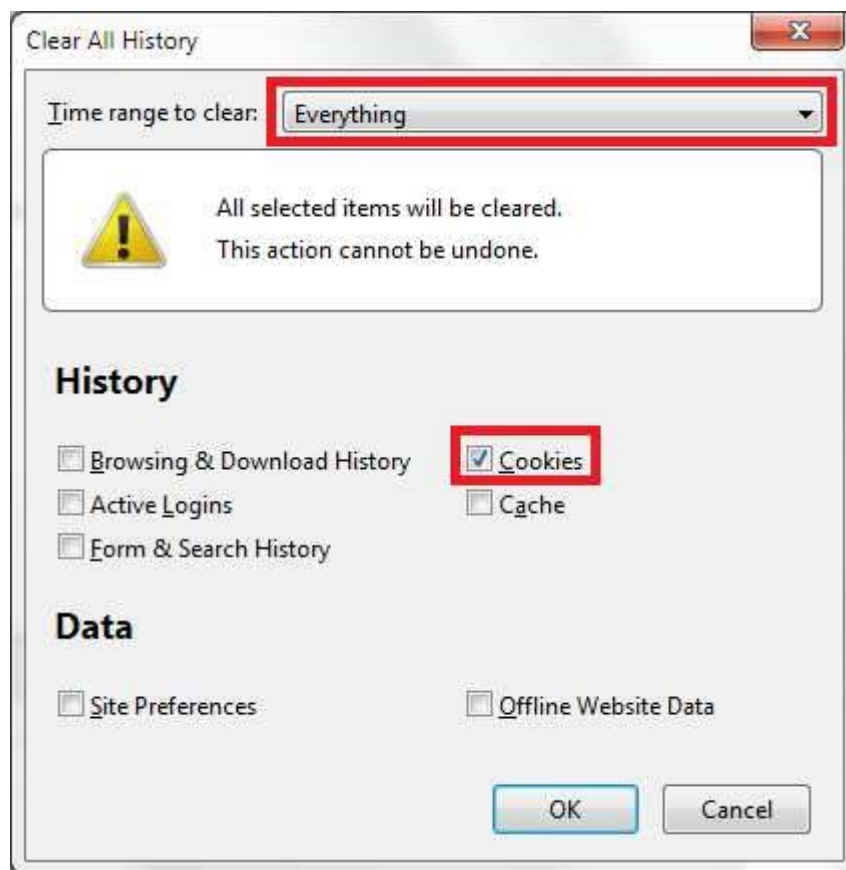 Clear All History
Time range to clear: Everything
All selected items will be cleared.
This action cannot be undone.
History
Browsing & Download History Cookies
Active Logins Cache
Form & Search History
Data
Site Preferences Offline Website Data
OK Cancel